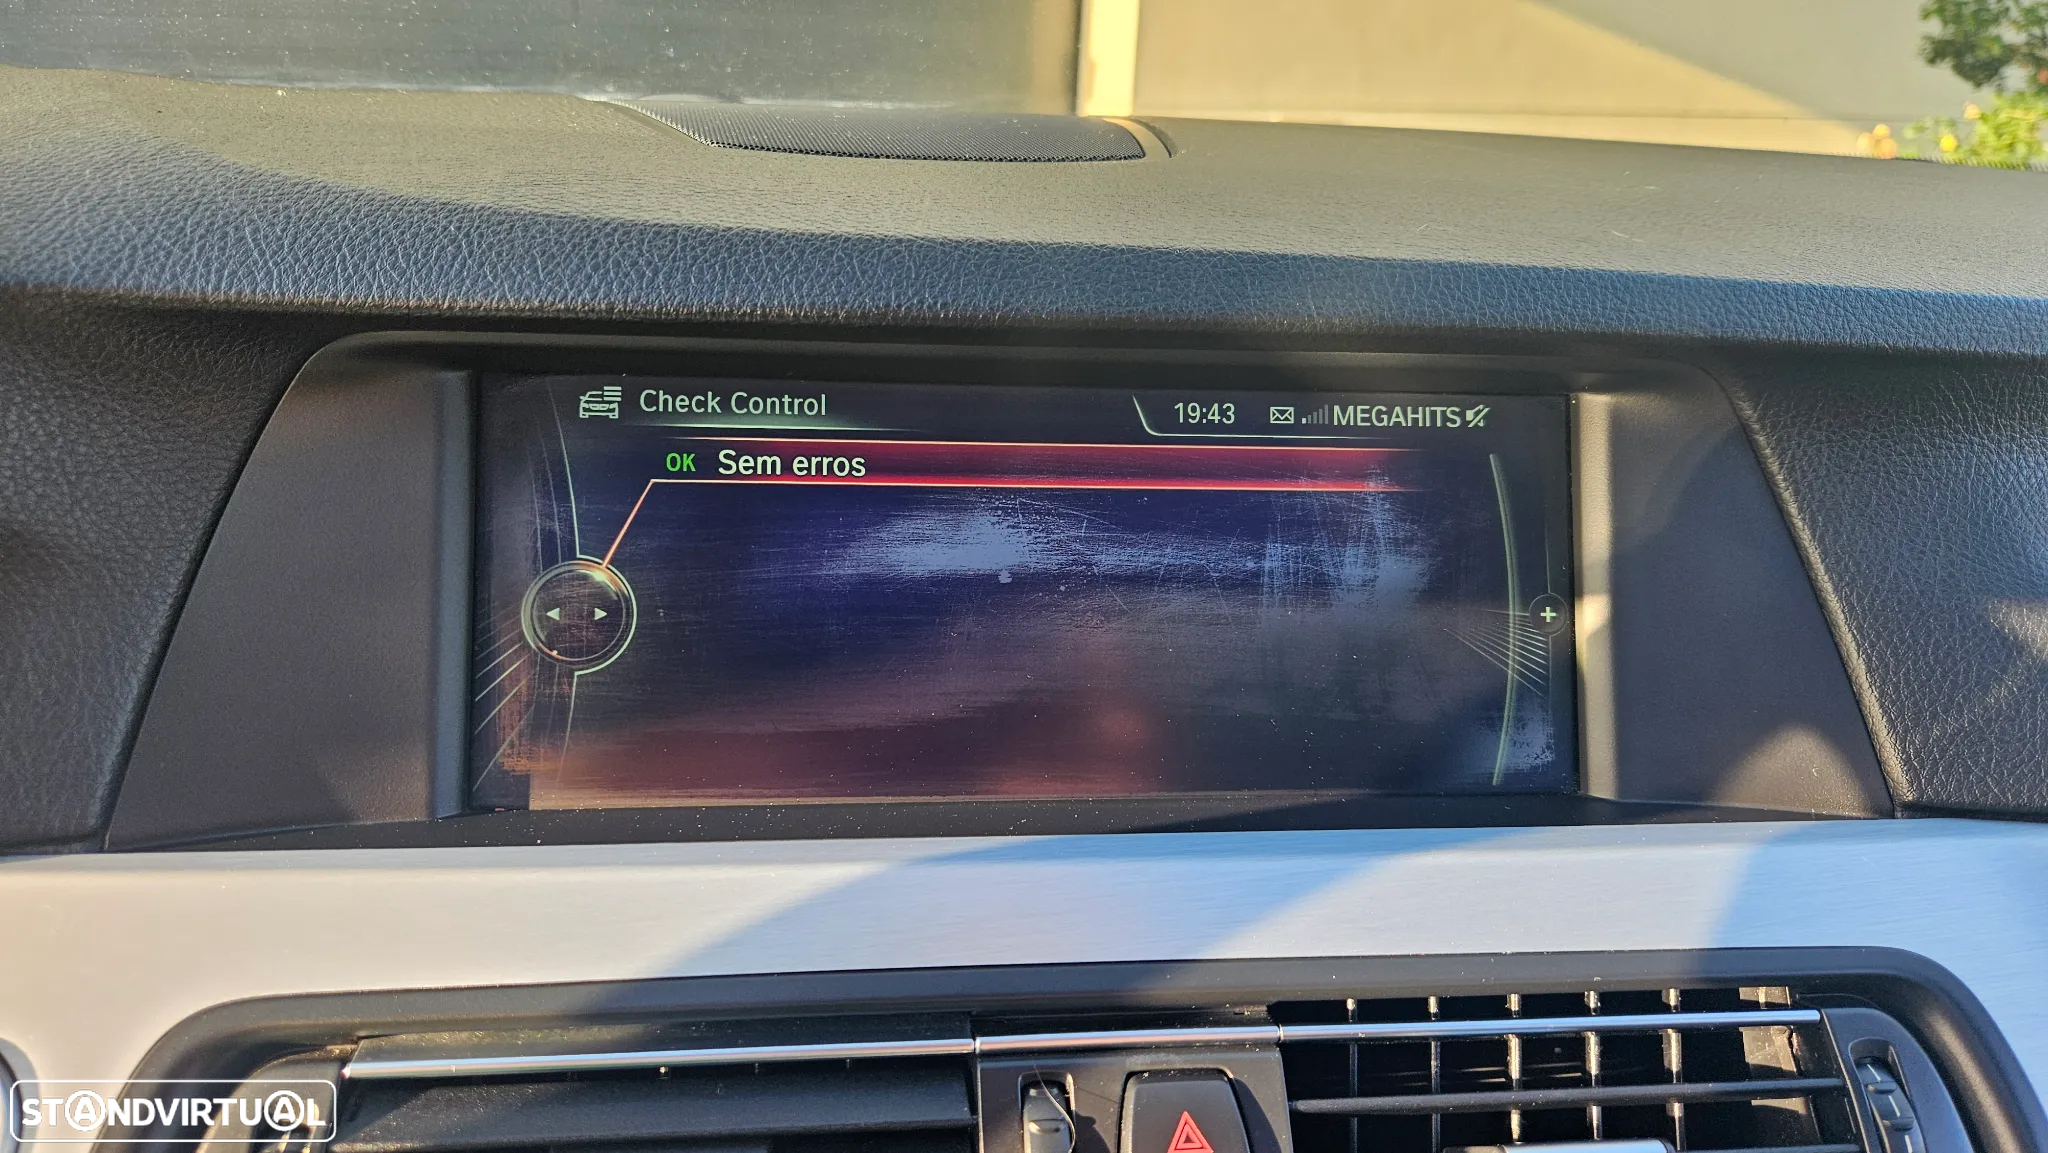 Check Control
19:43 MEGAHITS
OK Sem erros
STANDVIRTUAL